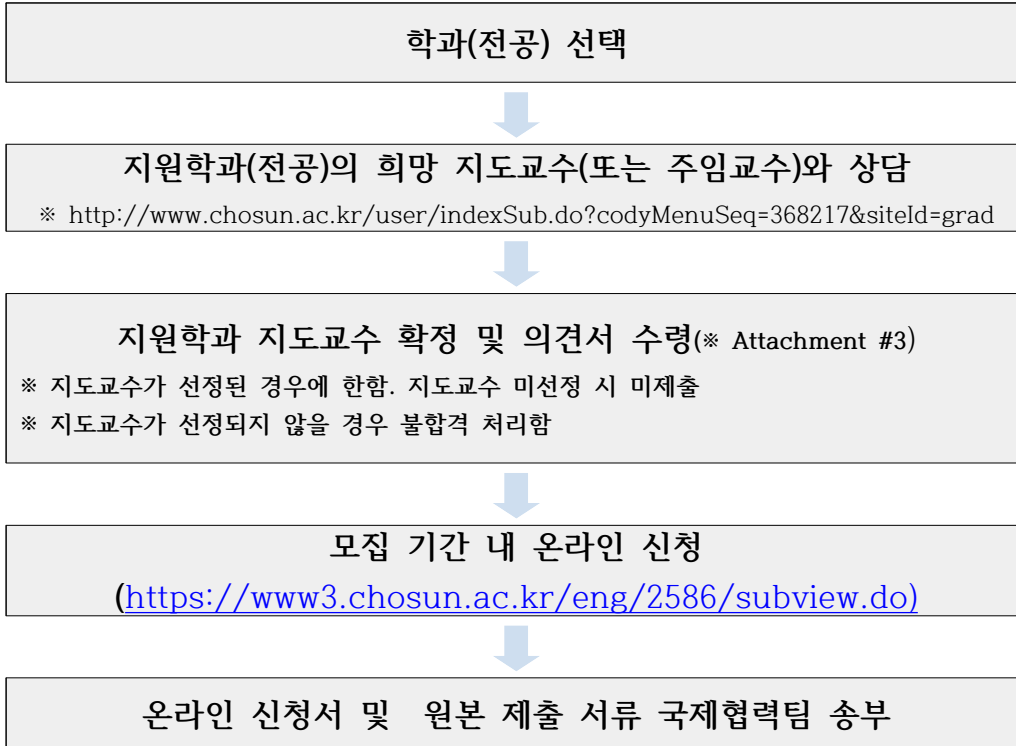 학과(전공) 선택
지원학과(전공)의 희망 지도교수(또는 주임교수)와 상담
※ http://www.chosun.ac.kr/user/indexSub.do?codyMenuSeq=368217&siteId=grad
지원학과 지도교수 확정 및 의견서 수령(※ Attachment #3)
※ 지도교수가 선정된 경우에 한함. 지도교수 미선정 시 미제출
※ 지도교수가 선정되지 않을 경우 불합격 처리함
모집 기간 내 온라인 신청
(https://www3.chosun.ac.kr/eng/2586/subview.do)
온라인 신청서 및 원본 제출 서류 국제협력팀 송부